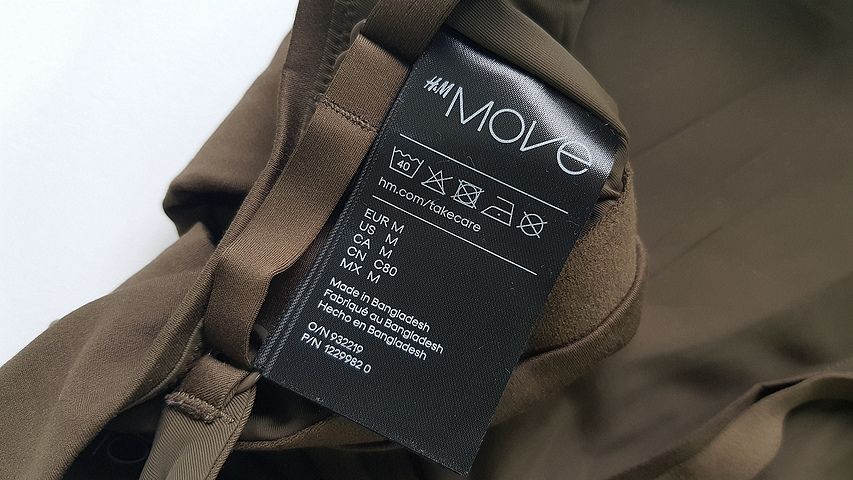 H&M
MOVE
40
hm.com/takecare
EUR M
US M
CA M
CN C80
MX M
Made in Bangladesh
Fabriqué au Bangladesh
Hecho en Bangladesh
O/N 932219
P/N 1229982 0